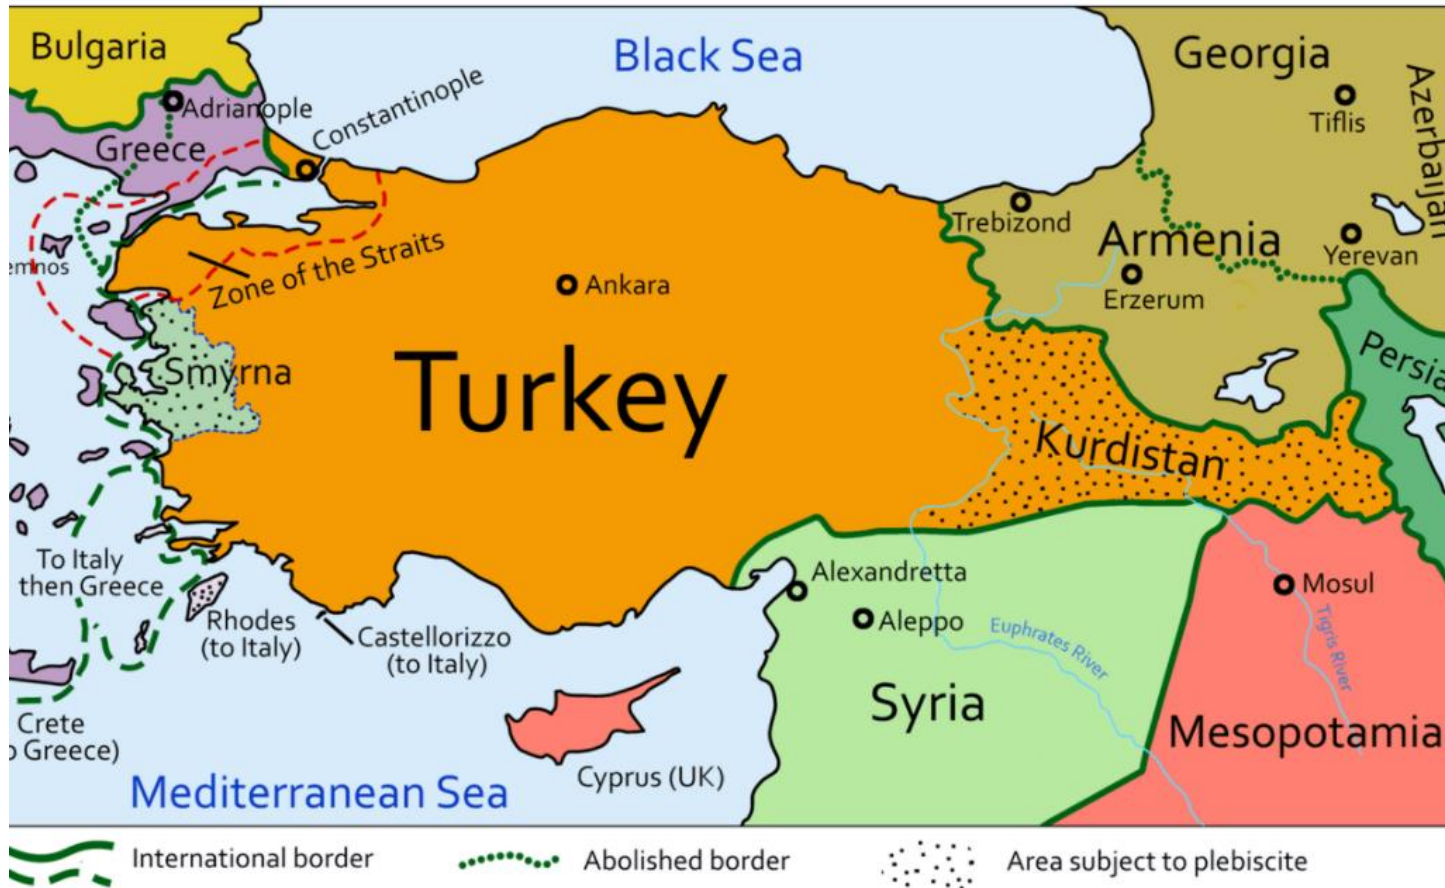 Bulgaria
Black Sea
Georgia
Azerbaijan
Adrianople
Constantinople
Tiflis
Greece
Trebizond
Armenia
Yerevan
emnos
Zone of the Straits
Ankara
Erzerum
Smyrna
Turkey
Persia
Kurdistan
To Italy
then Greece
Rhodes
(to Italy)
Castellorizzo
(to Italy)
Alexandretta
Aleppo
Mosul
Euphrates River
Tigris River
Syria
Mesopotamia
Crete
o Greece)
Cyprus (UK)
Mediterranean Sea
International border
Abolished border
Area subject to plebiscite